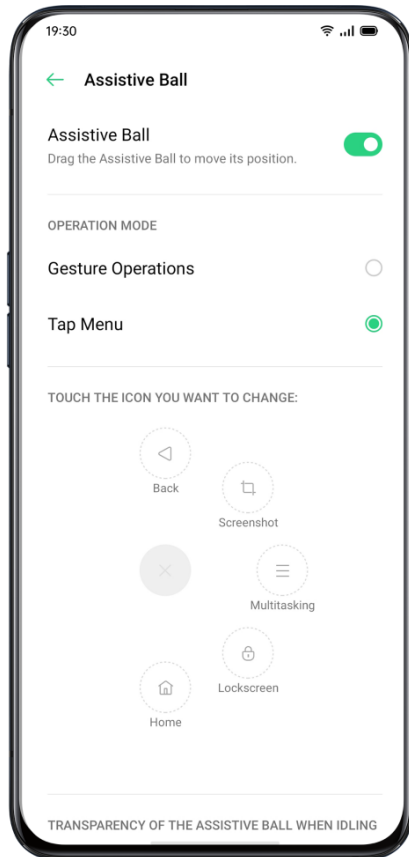 19:30
Assistive Ball
Assistive Ball
Drag the Assistive Ball to move its position.
OPERATION MODE
Gesture Operations
Tap Menu
TOUCH THE ICON YOU WANT TO CHANGE:
Back
Screenshot
Multitasking
Lockscreen
Home
TRANSPARENCY OF THE ASSISTIVE BALL WHEN IDLING